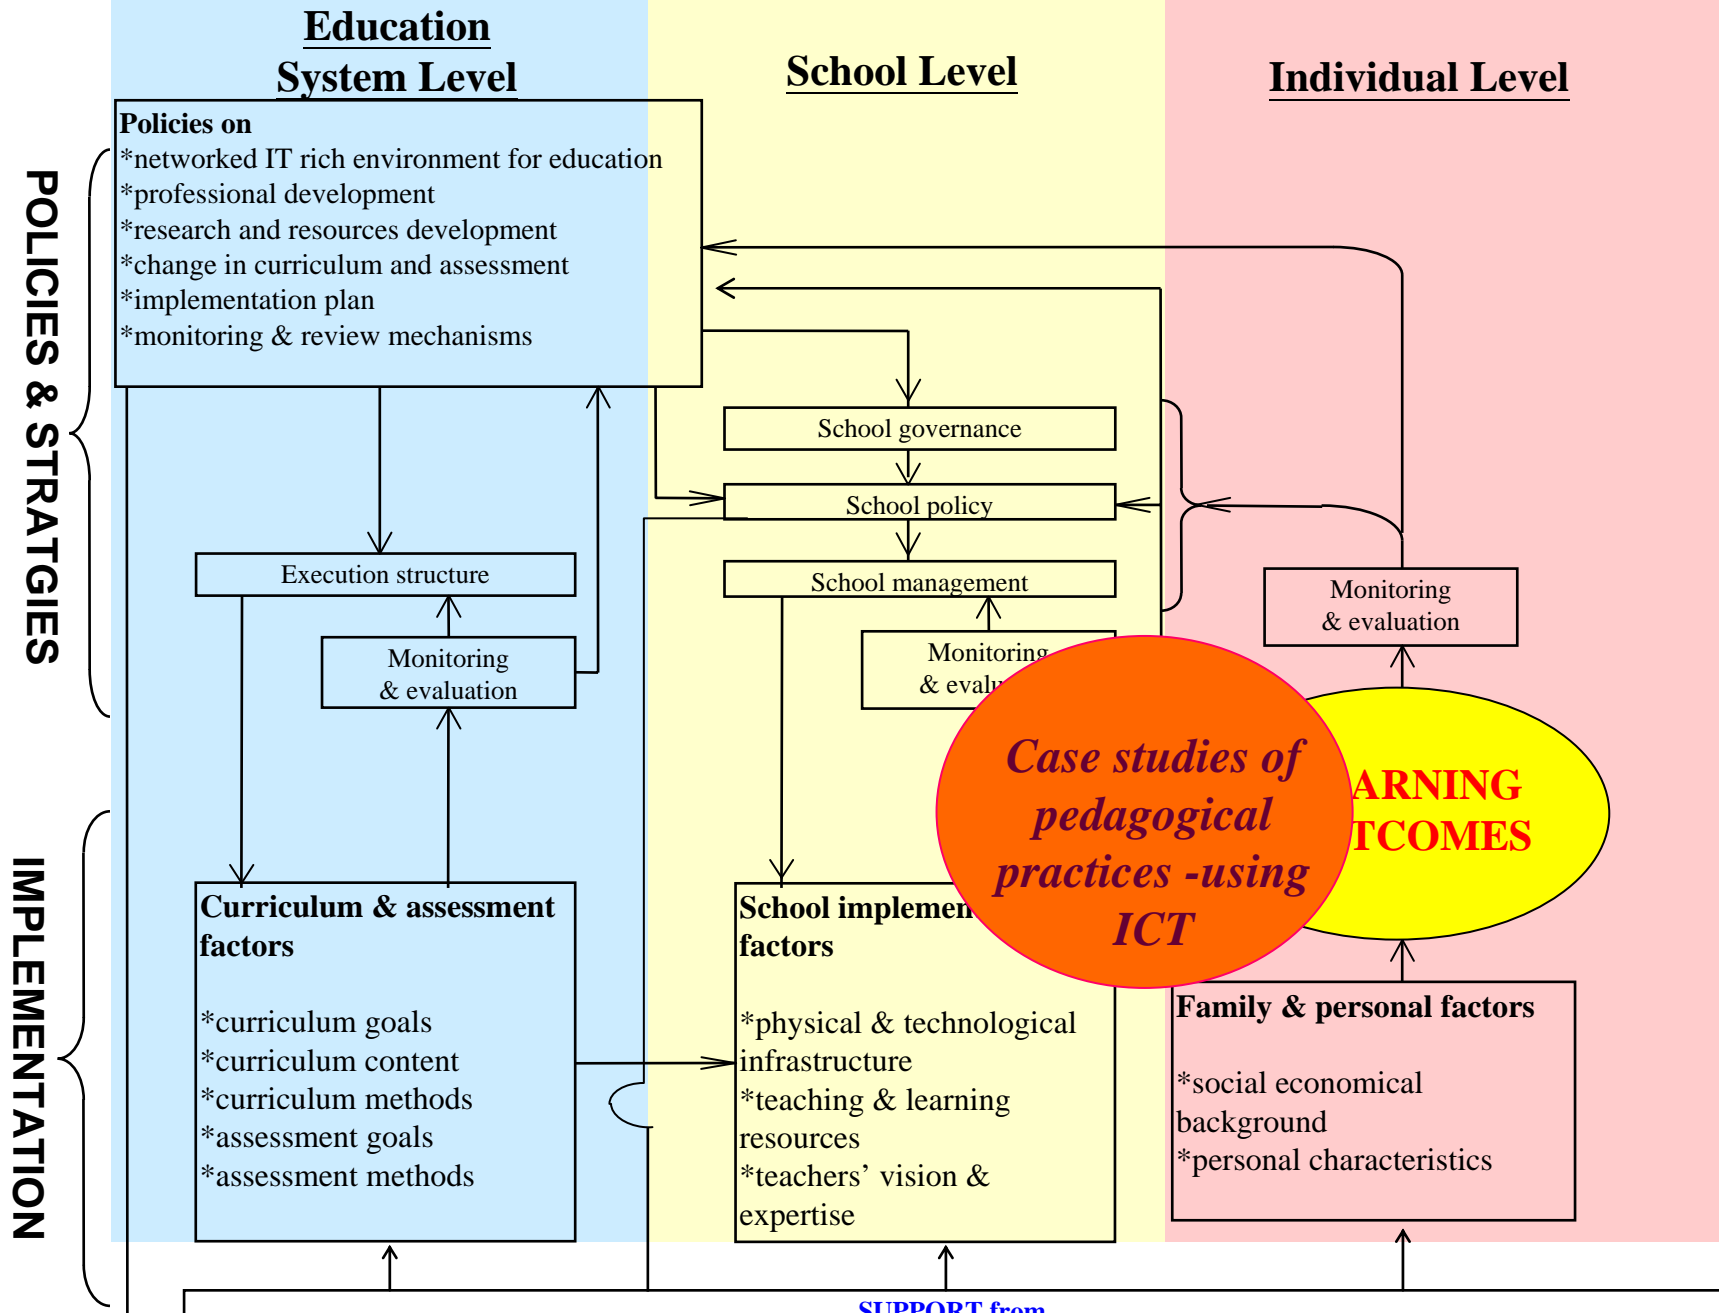 Education
System Level
School Level
Individual Level
POLICIES & STRATGIES
IMPLEMENTATION
Policies on
*networked IT rich environment for education
*professional development
*research and resources development
*change in curriculum and assessment
*implementation plan
*monitoring & review mechanisms
School governance
School policy
Execution structure
School management
Monitoring
& evaluation
Monitoring
& evalu
Monitoring
& evaluation
Case studies of
pedagogical
practices -using
ICT
ARNING
TCOMES
Curriculum & assessment
factors
*curriculum goals
*curriculum content
*curriculum methods
*assessment goals
*assessment methods
School implemen
factors
*physical & technological
infrastructure
*teaching & learning
resources
*teachers’ vision &
expertise
Family & personal factors
*social economical
background
*personal characteristics
SUPPORT from